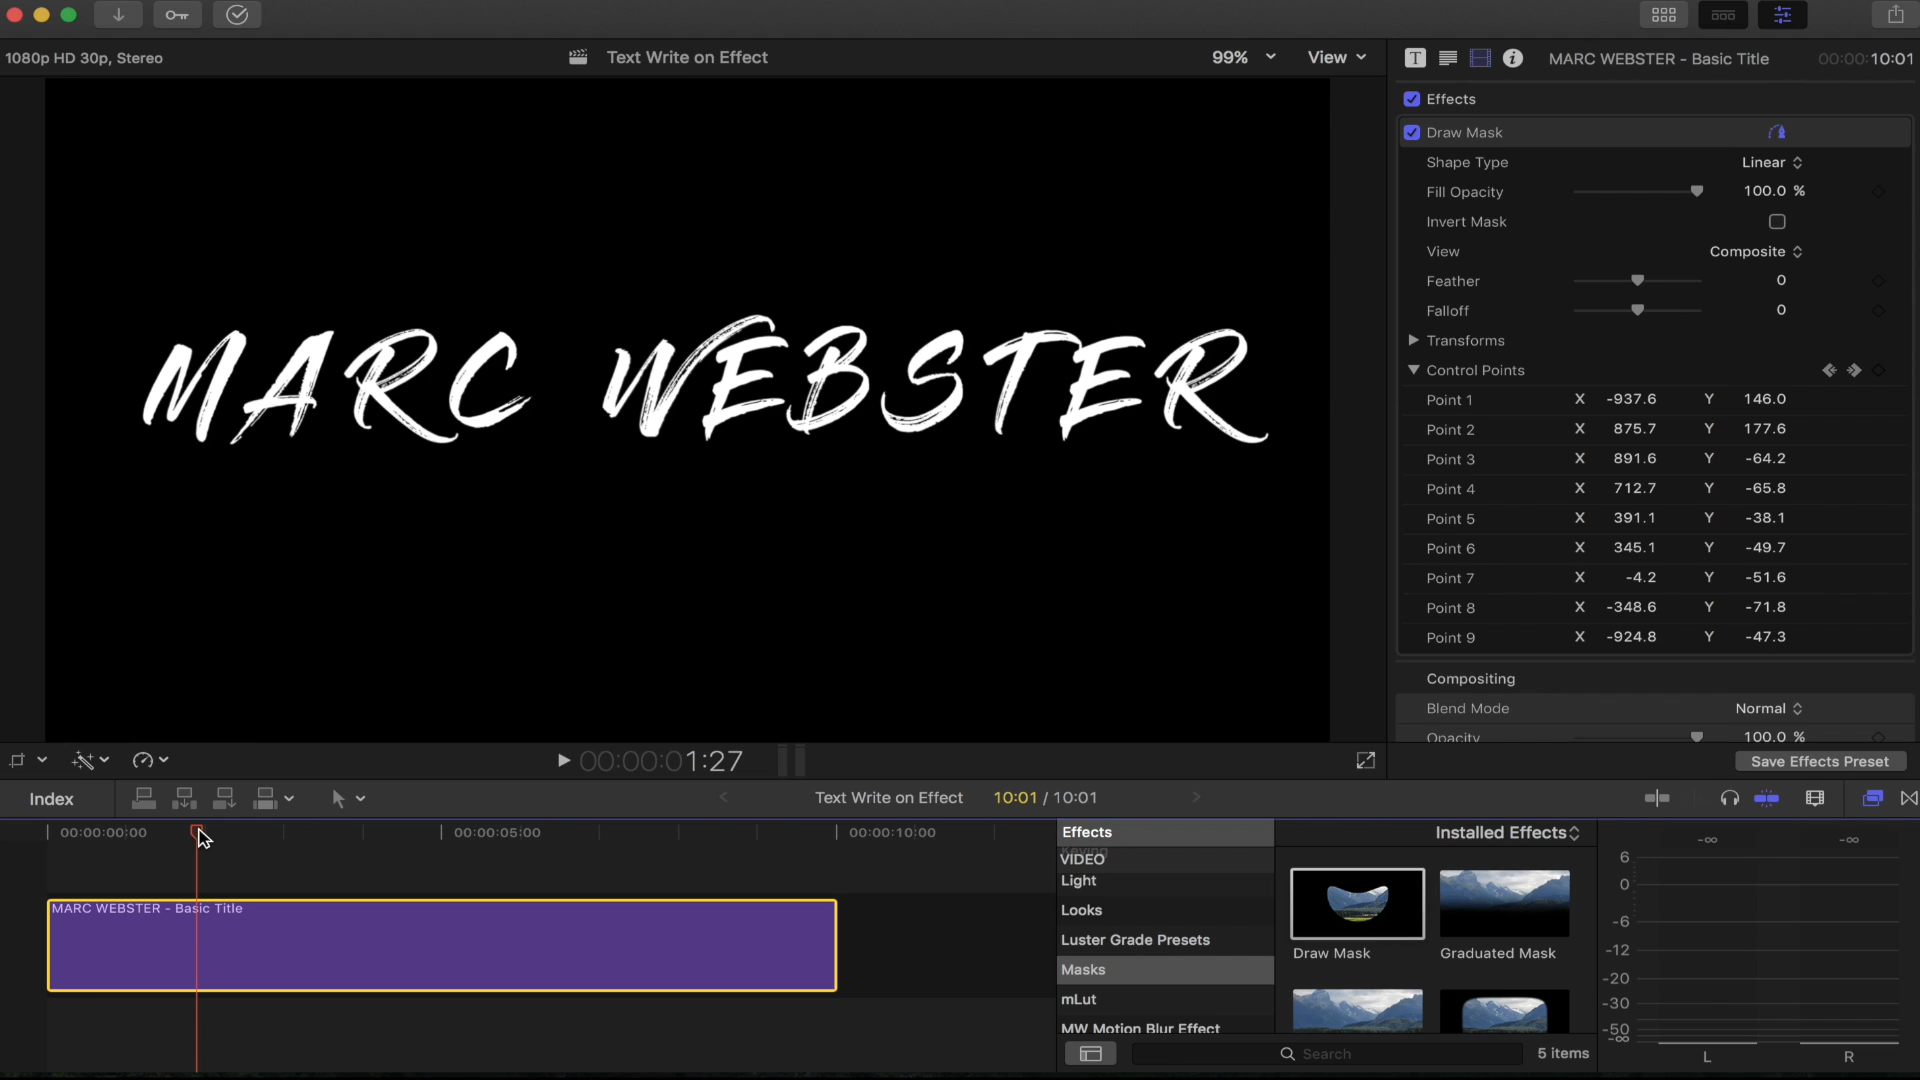 1080p HD 30p, Stereo
Text Write on Effect
99%
View
MARC WEBSTER - Basic Title
00:00:10:01
MARC WEBSTER
Effects
Draw Mask
Shape Type
Linear
Fill Opacity
100.0 %
Invert Mask
View
Composite
Feather
0
Falloff
0
Transforms
Control Points
Point 1 X -937.6 Y 146.0
Point 2 X 875.7 Y 177.6
Point 3 X 891.6 Y -64.2
Point 4 X 712.7 Y -65.8
Point 5 X 391.1 Y -38.1
Point 6 X 345.1 Y -49.7
Point 7 X -4.2 Y -51.6
Point 8 X -348.6 Y -71.8
Point 9 X -924.8 Y -47.3
Compositing
Blend Mode
Normal
Opacity
100.0 %
00:00:01:27
Save Effects Preset
Index
Text Write on Effect
10:01 / 10:01
00:00:00:00
00:00:05:00
00:00:10:00
MARC WEBSTER - Basic Title
Effects
Keying
VIDEO
Light
Looks
Luster Grade Presets
Masks
mLut
MW Motion Blur Effect
Installed Effects
Draw Mask
Graduated Mask
Search
5 items
-∞ -∞
6
0
-6
-12
-20
-30
-50
-∞
L R